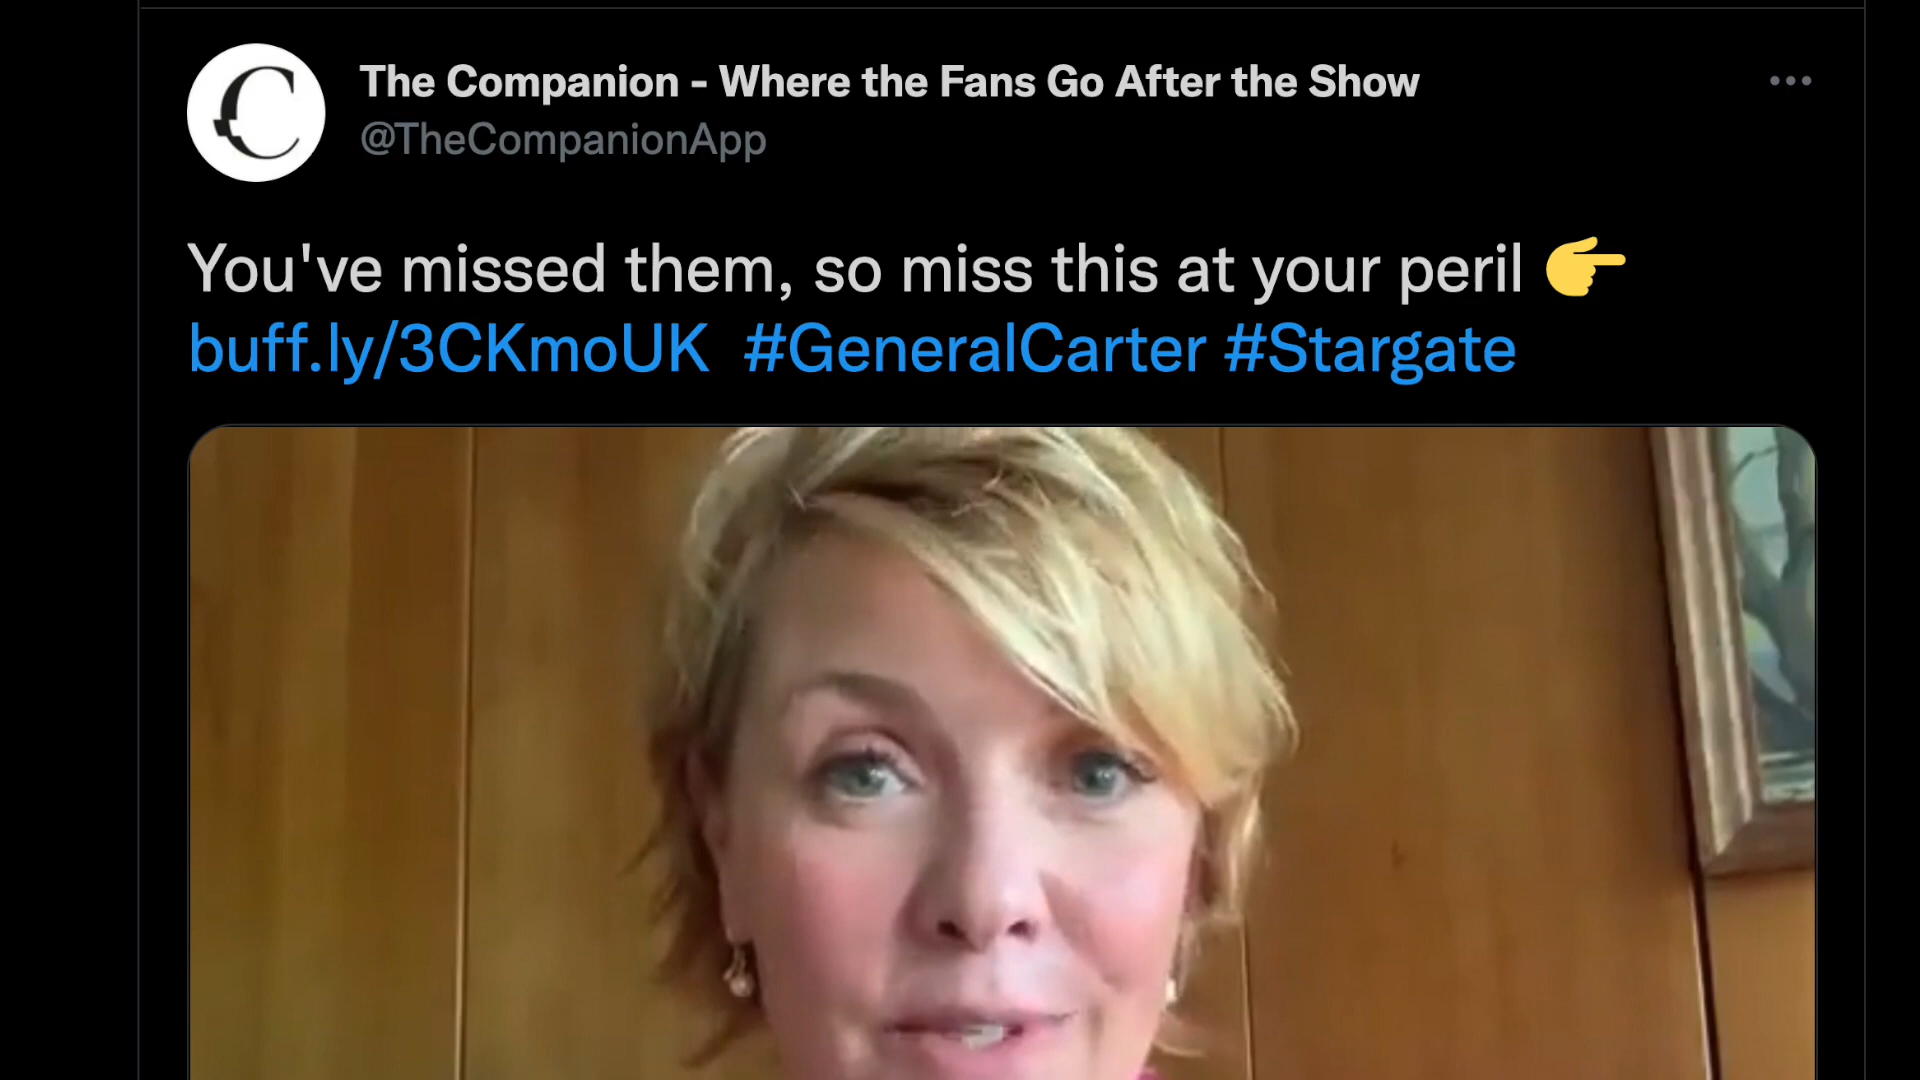 The Companion - Where the Fans Go After the Show
@TheCompanionApp
You've missed them, so miss this at your peril 👉
buff.ly/3CKmoUK #GeneralCarter #Stargate